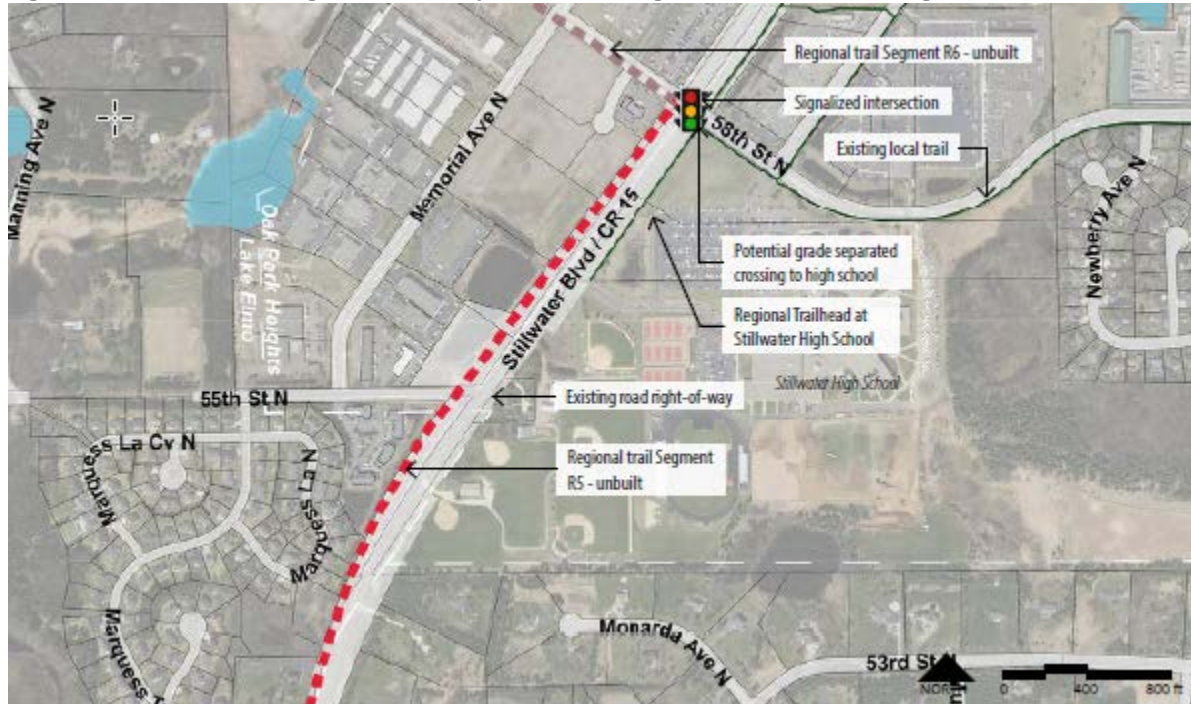 Regional trail Segment R6 - unbuilt
Signalized intersection
58th St N
Existing local trail
Memorial Ave N
Manning Ave N
Oak Park Heights
Lake Elmo
Newberry Ave N
Stillwater Blvd / CR 15
Potential grade separated
crossing to high school
Regional Trailhead at
Stillwater High School
Stillwater High School
55th St N
Existing road right-of-way
Marquess La Cv N
Regional trail Segment
R5 - unbuilt
Marquess
Marquess La N
Marquess
Monarda Ave N
53rd St N
NORTH
0
400
800 ft